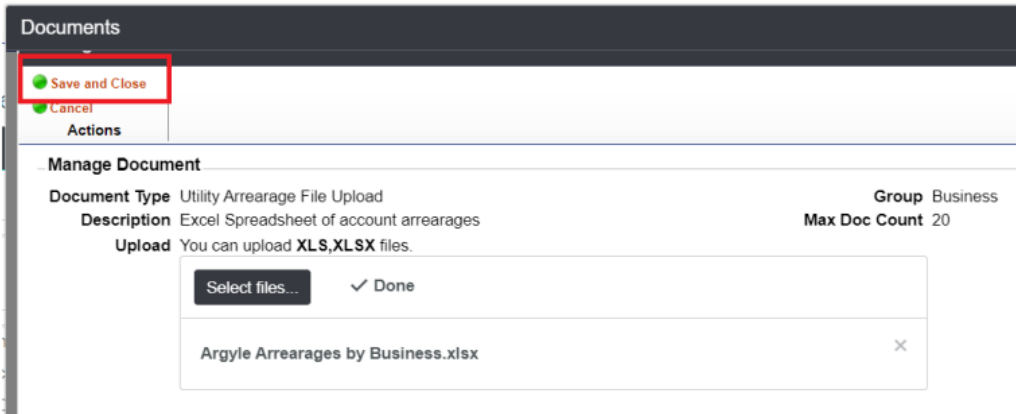 Documents
Save and Close
Cancel
Actions
Manage Document
Document Type Utility Arrearage File Upload Group Business
Description Excel Spreadsheet of account arrearages Max Doc Count 20
Upload You can upload XLS,XLSX files.
Select files... ✓ Done
Argyle Arrearages by Business.xlsx ×